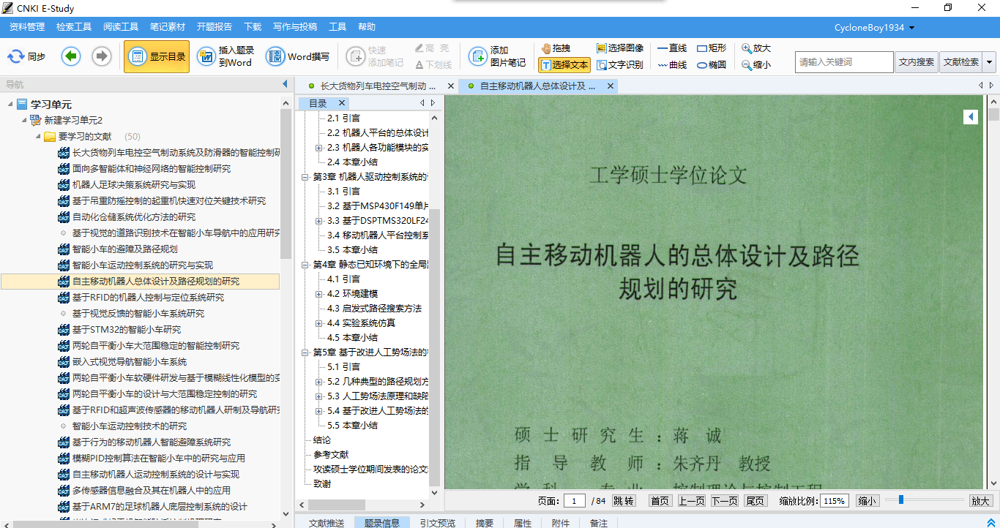 CNKI E-Study
资料管理 检索工具 阅读工具 笔记素材 开题报告 下载 写作与投稿 工具 帮助 CycloneBoy1934
同步 显示目录 插入题录到Word Word撰写 快速添加笔记 高亮 下划线 添加图片笔记 拖拽 选择文本 选择图像 文字识别 直线 曲线 矩形 椭圆 放大 缩小 请输入关键词 文内搜索 文献检索
导航
学习单元
新建学习单元2
要学习的文献 (50)
长大货物列车电控空气制动系统及防滑器的智能控制研
面向多智能体和神经网络的智能控制研究
机器人足球决策系统研究与实现
基于吊重防摇控制的起重机快速对位关键技术研究
自动化仓储系统优化方法的研究
基于视觉的道路识别技术在智能小车导航中的应用研究
智能小车的避障及路径规划
智能小车运动控制系统的研究与实现
自主移动机器人总体设计及路径规划的研究
基于RFID的机器人控制与定位系统研究
基于视觉反馈的智能小车系统研究
基于STM32的智能小车研究
两轮自平衡小车大范围稳定的智能控制研究
嵌入式视觉导航智能小车系统
两轮自平衡小车软硬件研发与基于模糊线性化模型的变
两轮自平衡小车的设计与大范围稳定控制的研究
基于RFID和超声波传感器的移动机器人研制及导航研究
智能小车运动控制技术的研究
基于行为的移动机器人智能避障系统研究
模糊PID控制算法在智能小车中的研究与应用
自主移动机器人运动控制系统的设计与实现
多传感器信息融合及其在机器人中的应用
基于ARM7的足球机器人底层控制系统的设计
长大货物列车电控空气制动 ...
自主移动机器人总体设计及 ...
目录
2.1 引言
2.2 机器人平台的总体设计
2.3 机器人各功能模块的实
2.4 本章小结
第3章 机器人驱动控制系统的
3.1 引言
3.2 基于MSP430F149单片
3.3 基于DSPTMS320LF24
3.4 移动机器人平台控制系
3.5 本章小结
第4章 静态已知环境下的全局
4.1 引言
4.2 环境建模
4.3 启发式路径搜索方法
4.4 实验系统仿真
4.5 本章小结
第5章 基于改进人工势场法的
5.1 引言
5.2 几种典型的路径规划方
5.3 人工势场法原理和缺陷
5.4 基于改进人工势场法的
5.5 本章小结
结论
参考文献
攻读硕士学位期间发表的论文
致谢
工学硕士学位论文
自主移动机器人的总体设计及路径
规划的研究
硕士研究生：蒋 诚
指 导 教 师：朱齐丹 教授
学 科 、 专 业：控制理论与控制工程
页面： 1 / 84 跳转 首页 上一页 下一页 尾页 缩放比例： 115% 缩小 放大
文献推送 题录信息 引文预览 摘要 属性 附件 备注